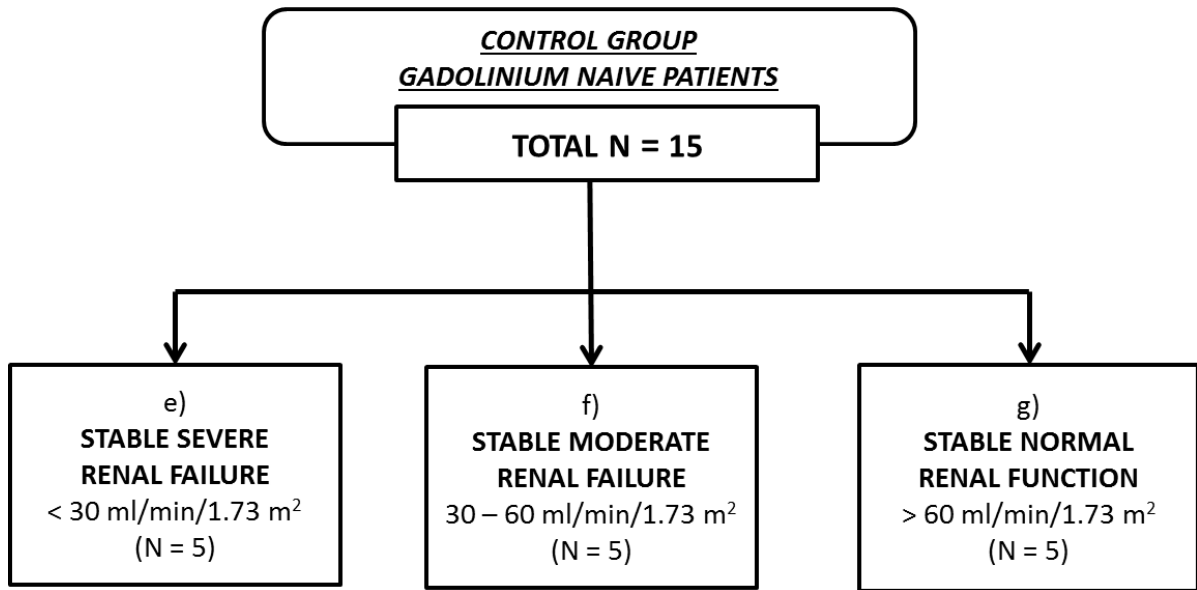 CONTROL GROUP
GADOLINIUM NAIVE PATIENTS
TOTAL N = 15
e)
STABLE SEVERE
RENAL FAILURE
< 30 ml/min/1.73 m²
(N = 5)
f)
STABLE MODERATE
RENAL FAILURE
30 – 60 ml/min/1.73 m²
(N = 5)
g)
STABLE NORMAL
RENAL FUNCTION
> 60 ml/min/1.73 m²
(N = 5)